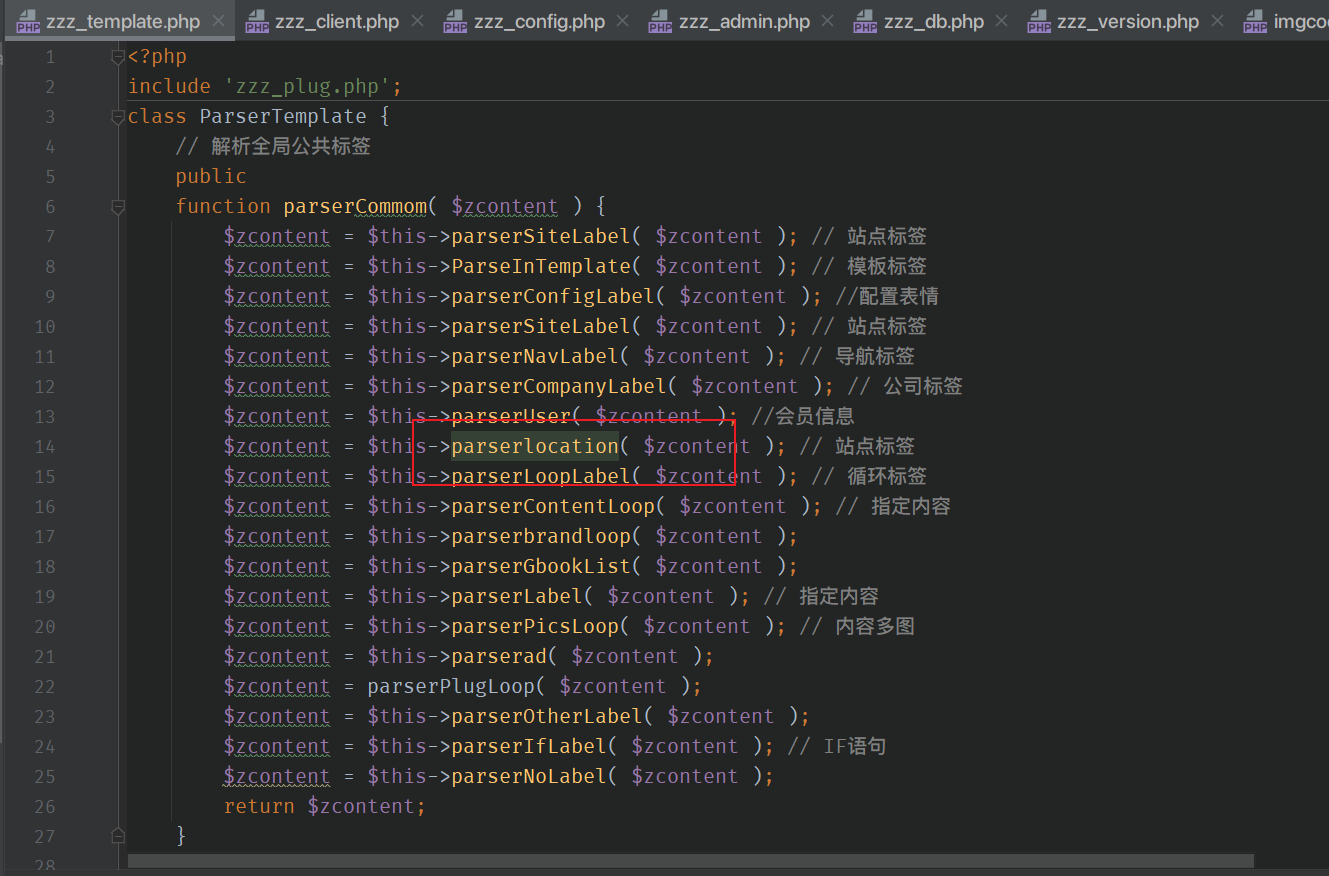 zzz_template.php zzz_client.php zzz_config.php zzz_admin.php zzz_db.php zzz_version.php imgco
1 <?php
2 include 'zzz_plug.php';
3 class ParserTemplate {
4 // 解析全局公共标签
5 public
6 function parserCommom( $zcontent ) {
7 $zcontent = $this->parserSiteLabel( $zcontent ); // 站点标签
8 $zcontent = $this->ParseInTemplate( $zcontent ); // 模板标签
9 $zcontent = $this->parserConfigLabel( $zcontent ); //配置表情
10 $zcontent = $this->parserSiteLabel( $zcontent ); // 站点标签
11 $zcontent = $this->parserNavLabel( $zcontent ); // 导航标签
12 $zcontent = $this->parserCompanyLabel( $zcontent ); // 公司标签
13 $zcontent = $this->parserUser( $zcontent ); //会员信息
14 $zcontent = $this->parserlocation( $zcontent ); // 站点标签
15 $zcontent = $this->parserLoopLabel( $zcontent ); // 循环标签
16 $zcontent = $this->parserContentLoop( $zcontent ); // 指定内容
17 $zcontent = $this->parserbrandloop( $zcontent );
18 $zcontent = $this->parserGbookList( $zcontent );
19 $zcontent = $this->parserLabel( $zcontent ); // 指定内容
20 $zcontent = $this->parserPicsLoop( $zcontent ); // 内容多图
21 $zcontent = $this->parserad( $zcontent );
22 $zcontent = parserPlugLoop( $zcontent );
23 $zcontent = $this->parserOtherLabel( $zcontent );
24 $zcontent = $this->parserIfLabel( $zcontent ); // IF语句
25 $zcontent = $this->parserNoLabel( $zcontent );
26 return $zcontent;
27 }
28